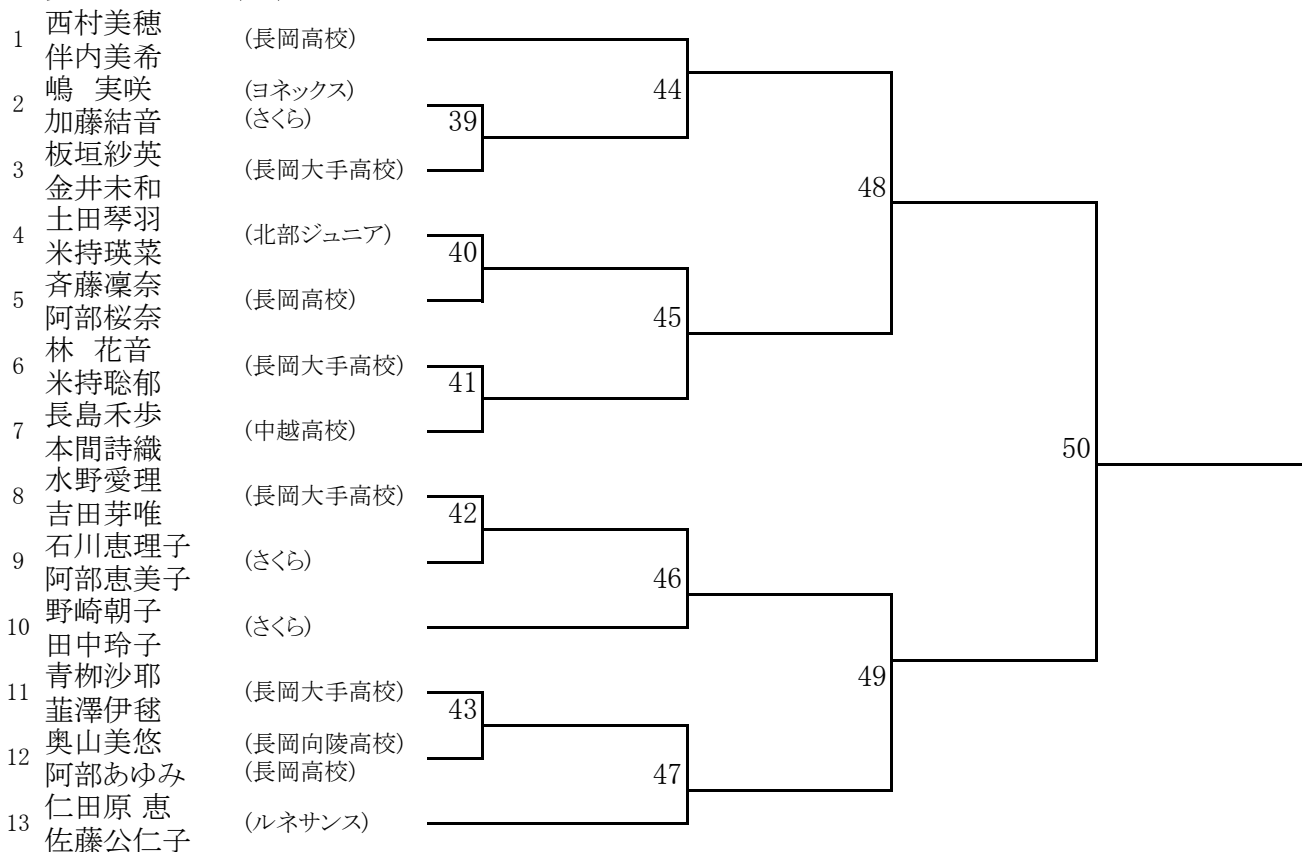 1 西村美穂 (長岡高校)
伴内美希
2 嶋 実咲 (ヨネックス)
加藤結音 (さくら)
3 板垣紗英 (長岡大手高校)
金井未和
4 土田琴羽 (北部ジュニア)
米持瑛菜
5 斉藤凜奈 (長岡高校)
阿部桜奈
6 林 花音 (長岡大手高校)
米持聡郁
7 長島禾歩 (中越高校)
本間詩織
8 水野愛理 (長岡大手高校)
吉田芽唯
9 石川恵理子 (さくら)
阿部恵美子
10 野崎朝子 (さくら)
田中玲子
11 青栁沙耶 (長岡大手高校)
韮澤伊毬
12 奥山美悠 (長岡向陵高校)
阿部あゆみ (長岡高校)
13 仁田原 恵 (ルネサンス)
佐藤公仁子
39
40
41
42
43
44
45
46
47
48
49
50